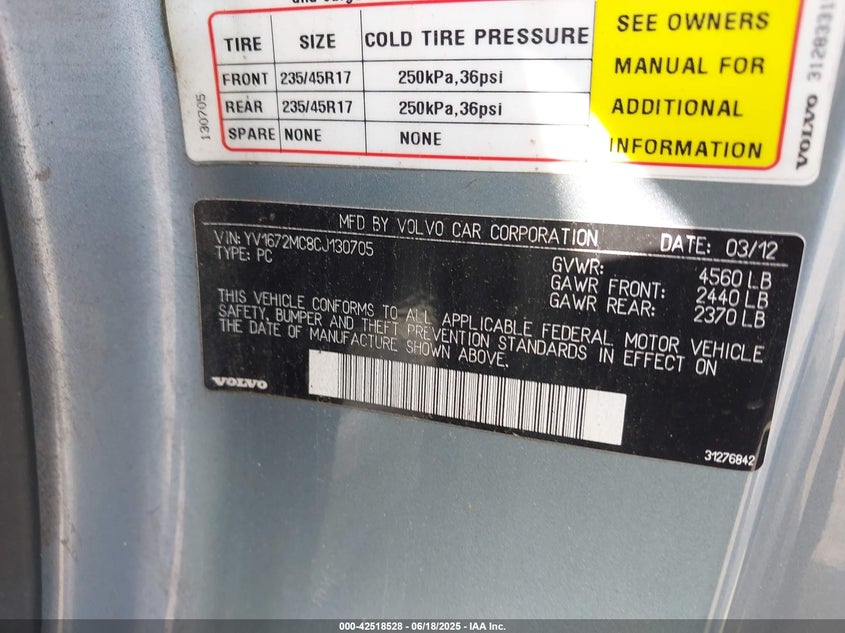 TIRE SIZE COLD TIRE PRESSURE
FRONT 235/45R17 250kPa,36psi
REAR 235/45R17 250kPa,36psi
SPARE NONE NONE
SEE OWNERS
MANUAL FOR
ADDITIONAL
INFORMATION
130705
VOLVO
MFD BY VOLVO CAR CORPORATION DATE: 03/12
VIN: YV1672MC8CJ130705
TYPE: PC
GVWR: 4560 LB
GAWR FRONT: 2440 LB
GAWR REAR: 2370 LB
THIS VEHICLE CONFORMS TO ALL APPLICABLE FEDERAL MOTOR VEHICLE
SAFETY, BUMPER AND THEFT PREVENTION STANDARDS IN EFFECT ON
THE DATE OF MANUFACTURE SHOWN ABOVE.
VOLVO
31276842
000-42518528 - 06/18/2025 - IAA Inc.